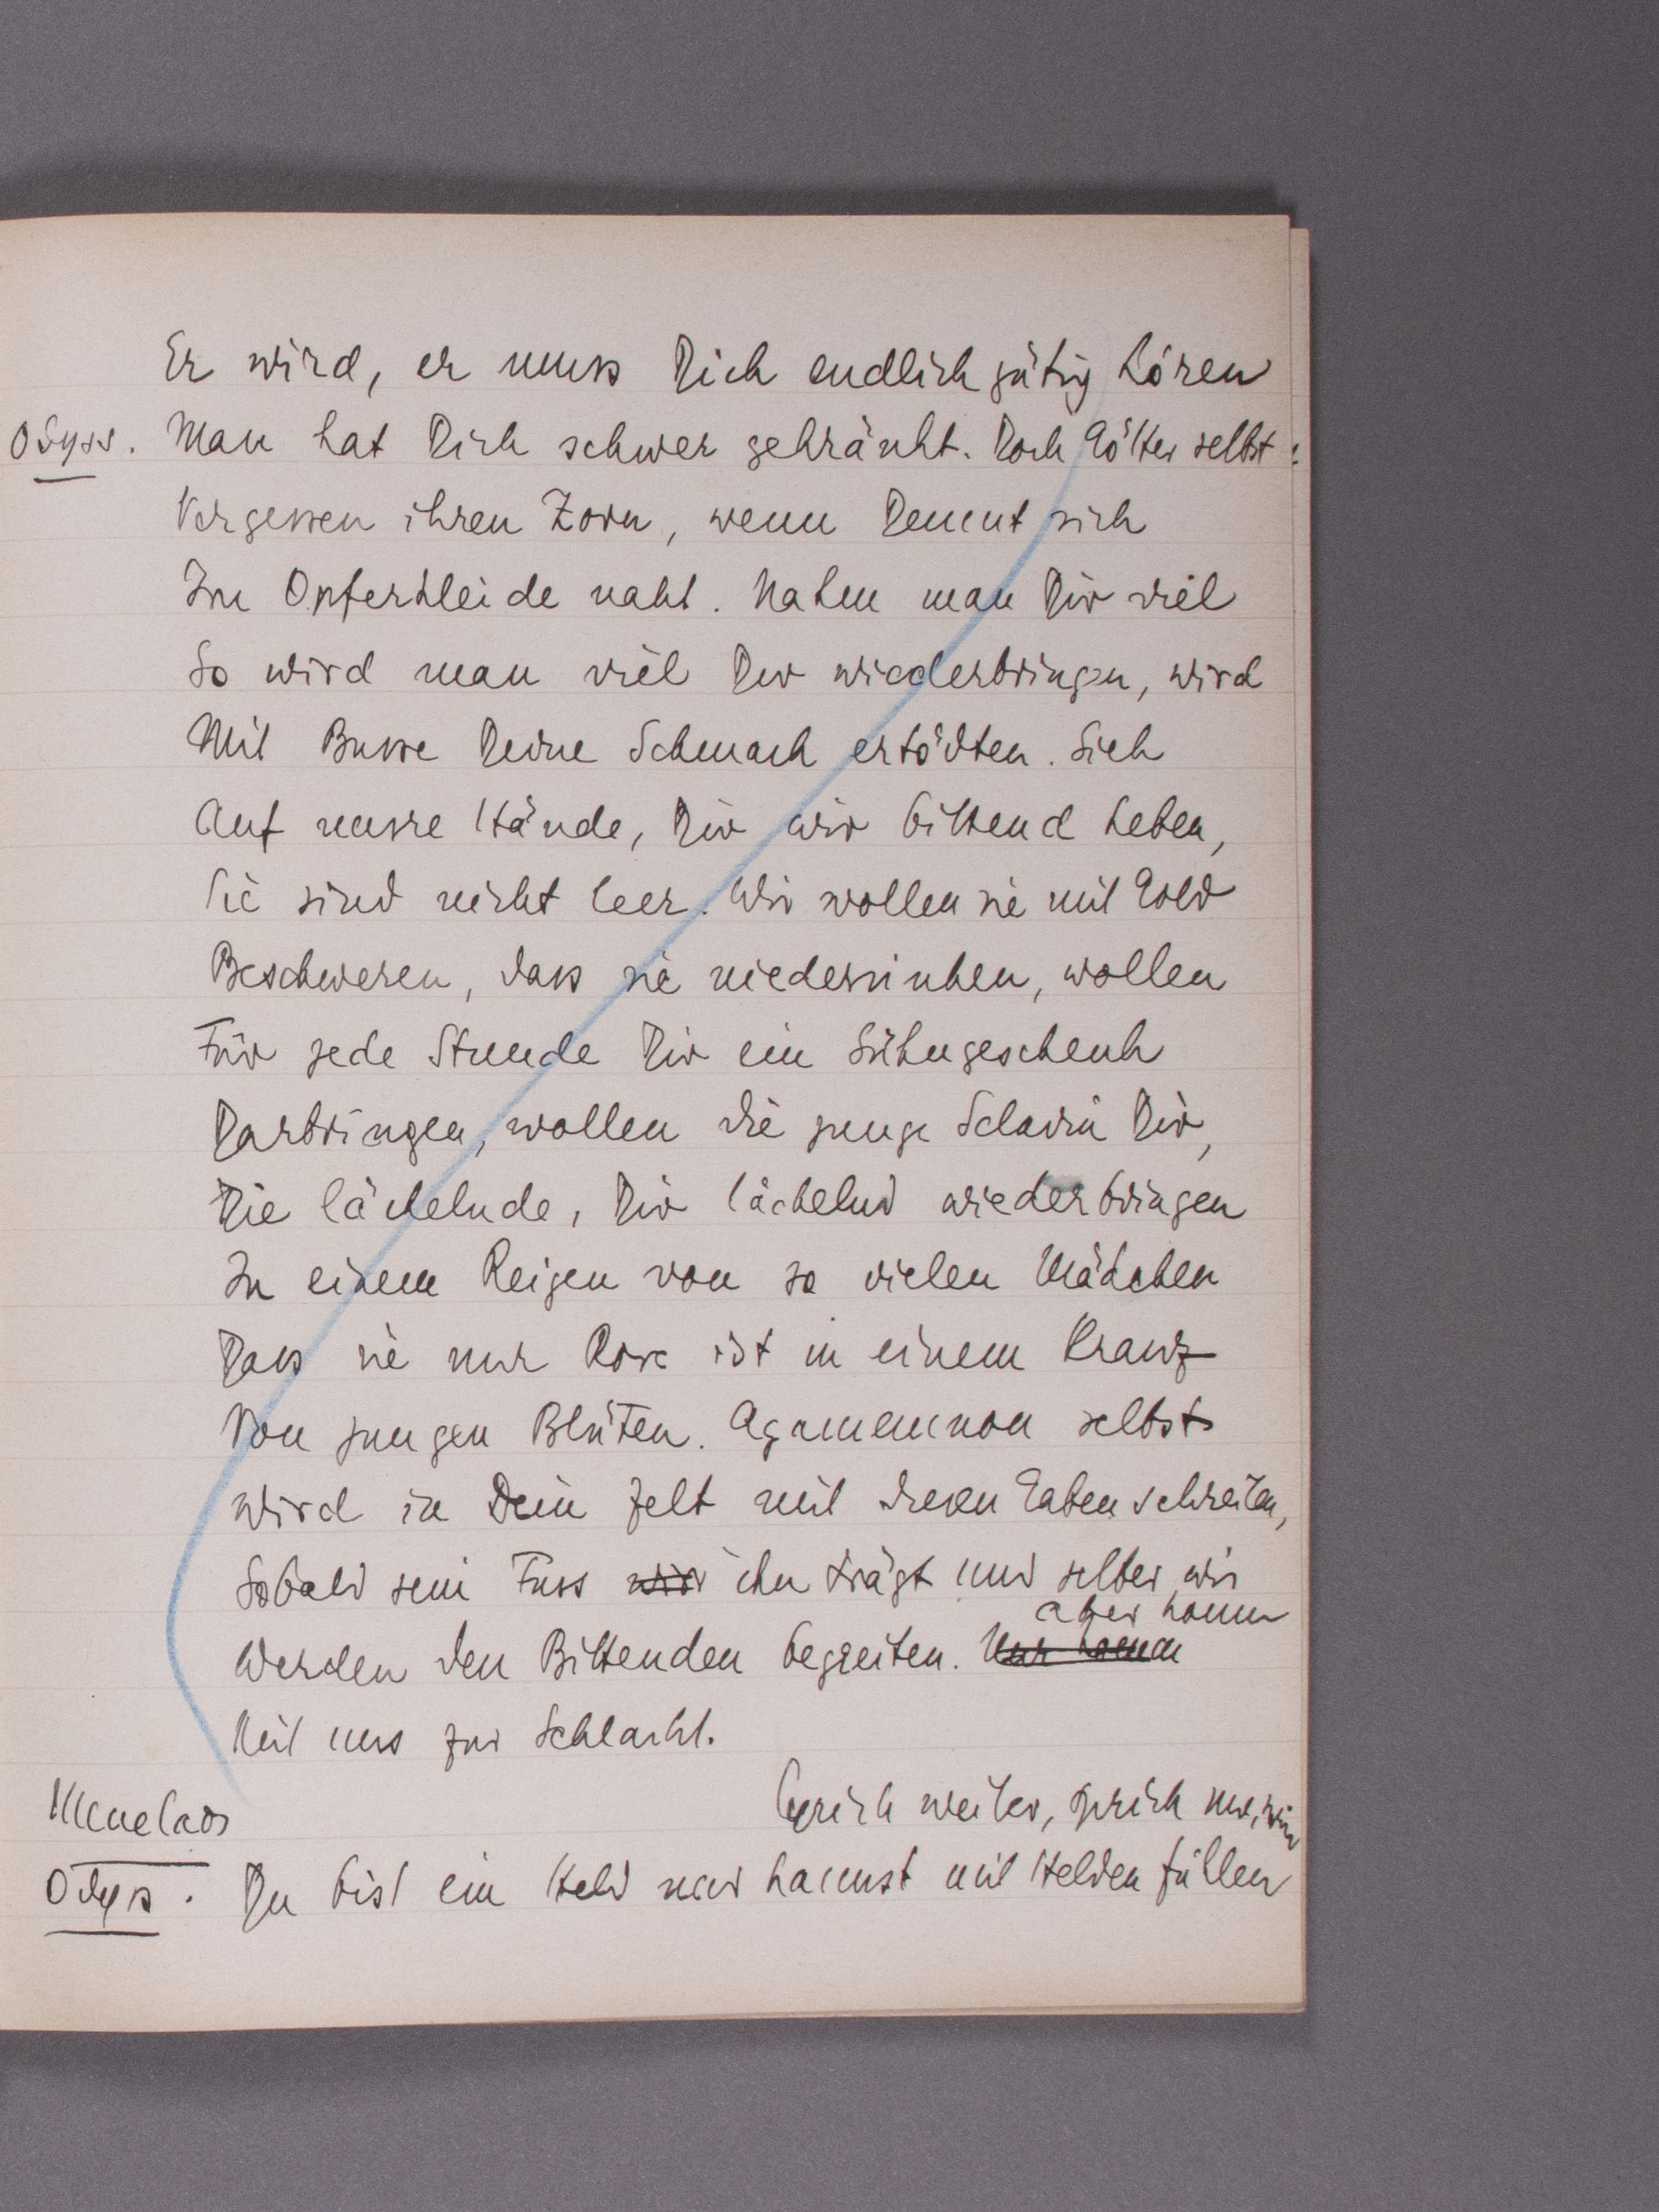 Er wird, er muss Dich endlich gütig hören
Odyss. Man hat Dich schwer gekränkt. Doch Götter selbst:
Vergessen ihren Zorn, wenn Demut sich
Im Opferkleide naht. Nahm man Dir viel
So wird man viel Dir wiederbringen, wird
Mit Busse Deine Schmach ertödten. Sieh
Auf unsre Hände, Die wir bittend heben,
Sie sind nicht leer. Wir wollen sie mit Gold
Beschweren, dass sie niedersinken, wollen
Für jede Stunde Dir ein Sühngeschenk
Darbringen, wollen die junge Sclavin Dir,
Die lächelnde, Dir lächelnd wiederbringen
In einem Reigen von so vielen Mädchen
Dass sie nur Rose ist in einem Kranz
Von jungen Blüten. Agamemnon selbst
Wird in Dein Zelt mit diesen Gaben schreiten,
Sobald sein Fuss wir ihn trägt und selber wir
aber komm
Werden den Bittenden begleiten. Nur komm
Mit uns zur Schlacht.
Menelaos Sprich weiter, sprich nur,
Odyss. Du bist ein Held und kannst mit Helden fühlen